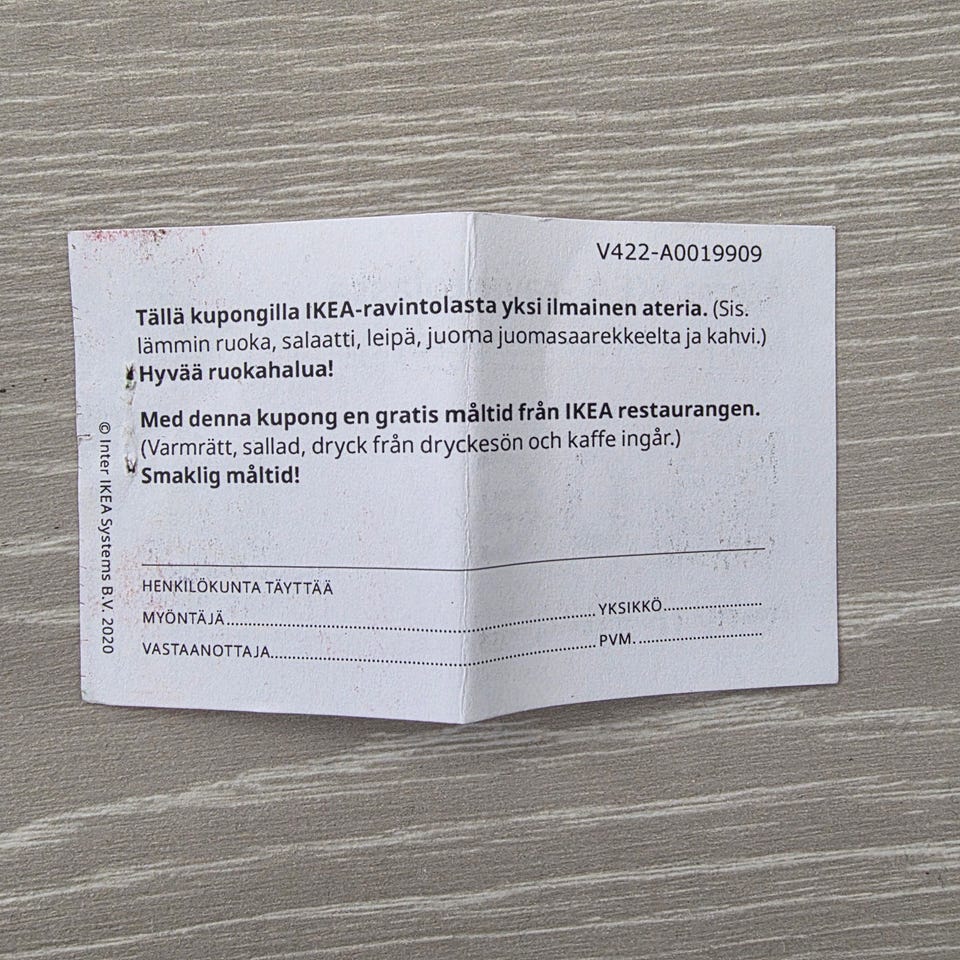 V422-A0019909
Tällä kupongilla IKEA-ravintolasta yksi ilmainen ateria. (Sis.
lämmin ruoka, salaatti, leipä, juoma juomasaarekkeelta ja kahvi.)
Hyvää ruokahalua!
Med denna kupong en gratis måltid från IKEA restaurangen.
(Varmrätt, sallad, dryck från dryckesön och kaffe ingår.)
Smaklig måltid!
© Inter IKEA Systems B.V. 2020
HENKILÖKUNTA TÄYTTÄÄ
MYÖNTÄJÄ.......................................................... YKSIKKÖ....................
VASTAANOTTAJA.................................................. PVM..........................